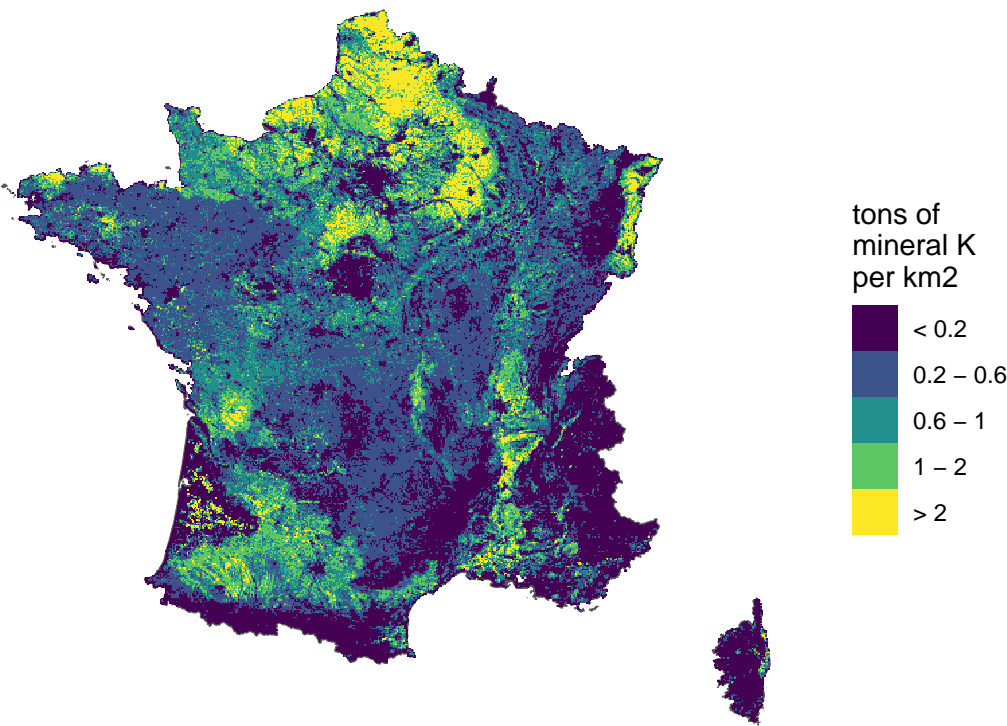 tons of
mineral K
per km2
< 0.2
0.2 − 0.6
0.6 − 1
1 − 2
> 2